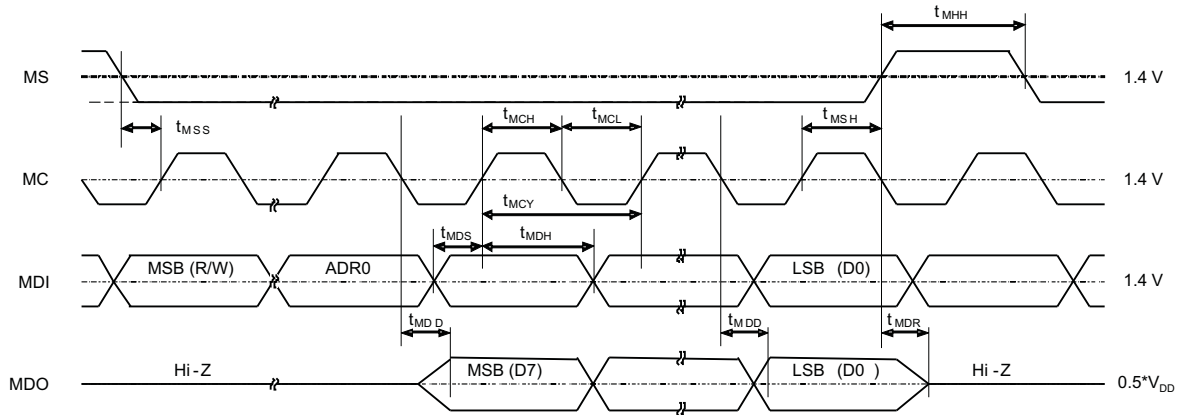 tMHH
MS
1.4 V
tMSS
tMCH
tMCL
tMSH
MC
1.4 V
tMCY
tMDS
tMDH
MDI
MSB (R/W)
ADR0
LSB (D0)
1.4 V
tMDD
tMDD
tMDR
MDO
Hi-Z
MSB (D7)
LSB (D0)
Hi-Z
0.5*VDD